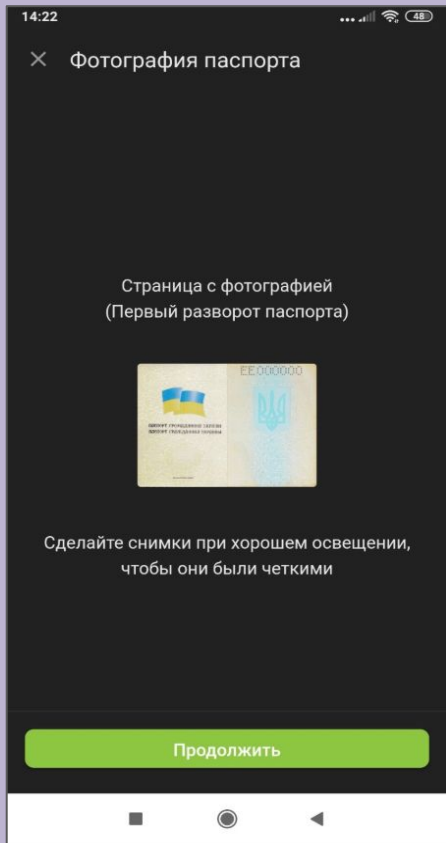 14:22
48
Фотография паспорта
Страница с фотографией
(Первый разворот паспорта)
ЕЕ000000
Сделайте снимки при хорошем освещении,
чтобы они были четкими
Продолжить